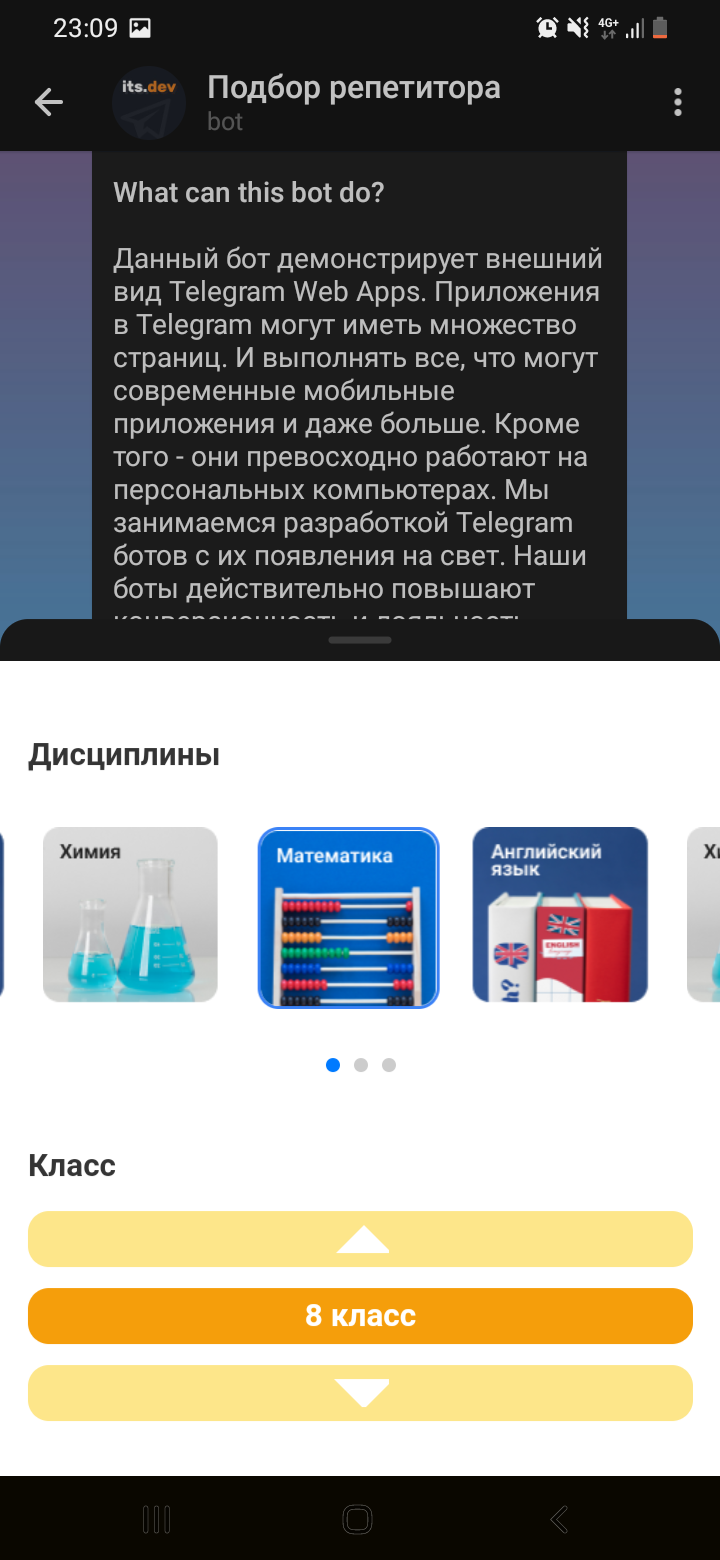 23:09
4G+
its.dev
Подбор репетитора
bot
What can this bot do?
Данный бот демонстрирует внешний
вид Telegram Web Apps. Приложения
в Telegram могут иметь множество
страниц. И выполнять все, что могут
современные мобильные
приложения и даже больше. Кроме
того - они превосходно работают на
персональных компьютерах. Мы
занимаемся разработкой Telegram
ботов с их появления на свет. Наши
боты действительно повышают
Дисциплины
Химия
Математика
Английский
язык
ENGLISH
Класс
8 класс